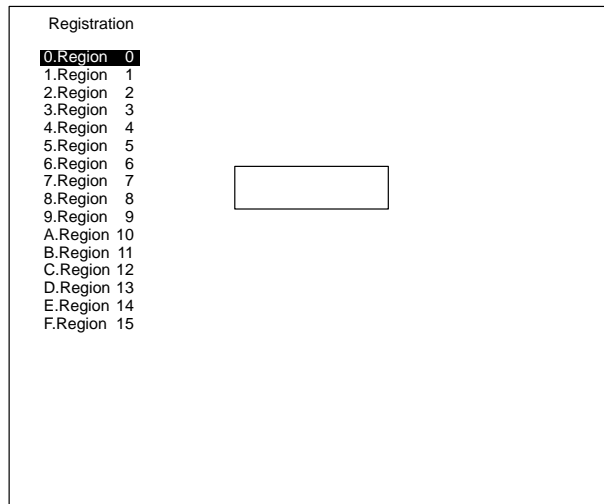 Registration
0.Region 0
1.Region 1
2.Region 2
3.Region 3
4.Region 4
5.Region 5
6.Region 6
7.Region 7
8.Region 8
9.Region 9
A.Region 10
B.Region 11
C.Region 12
D.Region 13
E.Region 14
F.Region 15